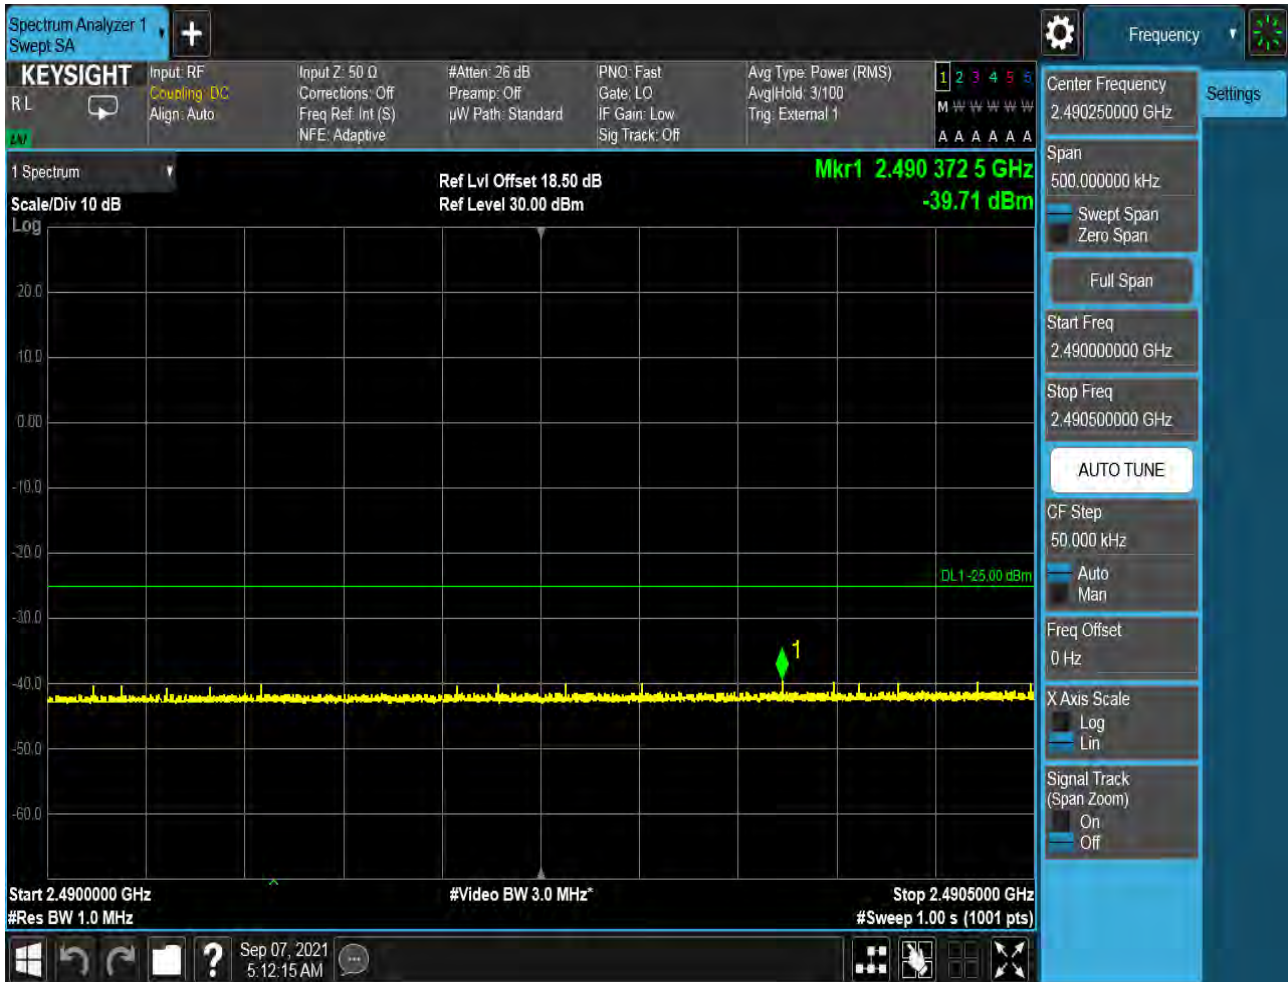 Spectrum Analyzer 1
Swept SA
Frequency
KEYSIGHT
R L
LNI
Input: RF
Coupling: DC
Align: Auto
Input Z: 50 Ω
Corrections: Off
Freq Ref: Int (S)
NFE: Adaptive
#Atten: 26 dB
Preamp: Off
µW Path: Standard
PNO: Fast
Gate: LO
IF Gain: Low
Sig Track: Off
Avg Type: Power (RMS)
Avg|Hold: 3/100
Trig: External 1
1 2 3 4 5 6
M W W W W W
A A A A A A
1 Spectrum
Scale/Div 10 dB
Ref Lvl Offset 18.50 dB
Ref Level 30.00 dBm
Mkr1 2.490 372 5 GHz
-39.71 dBm
Log
20.0
10.0
0.00
-10.0
-20.0
DL1 -25.00 dBm
-30.0
1
-40.0
-50.0
-60.0
Start 2.4900000 GHz
#Res BW 1.0 MHz
#Video BW 3.0 MHz*
Stop 2.4905000 GHz
#Sweep 1.00 s (1001 pts)
Sep 07, 2021
5:12:15 AM
?
Center Frequency
2.490250000 GHz
Settings
Span
500.000000 kHz
Swept Span
Zero Span
Full Span
Start Freq
2.490000000 GHz
Stop Freq
2.490500000 GHz
AUTO TUNE
CF Step
50.000 kHz
Auto
Man
Freq Offset
0 Hz
X Axis Scale
Log
Lin
Signal Track
(Span Zoom)
On
Off